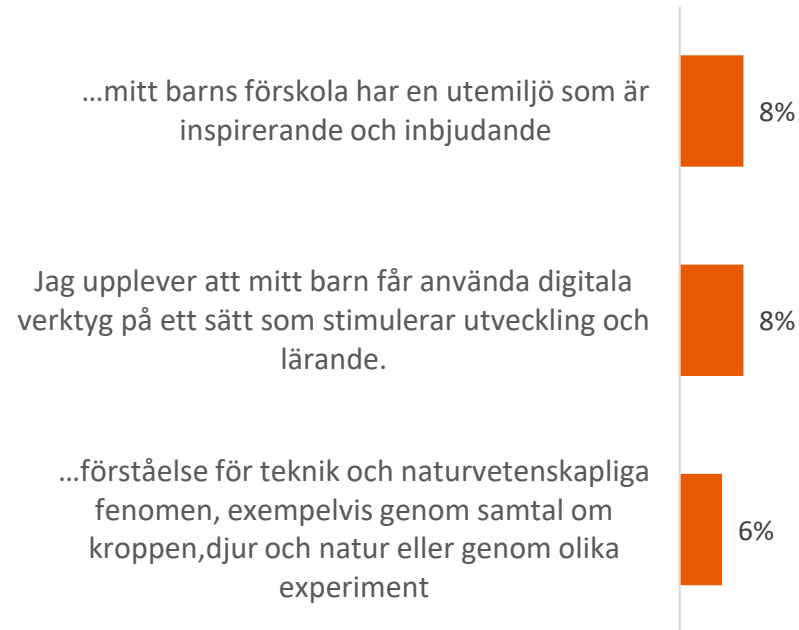 ...mitt barns förskola har en utemiljö som är
inspirerande och inbjudande
8%
Jag upplever att mitt barn får använda digitala
verktyg på ett sätt som stimulerar utveckling och
lärande.
8%
...förståelse för teknik och naturvetenskapliga
fenomen, exempelvis genom samtal om
kroppen,djur och natur eller genom olika
experiment
6%